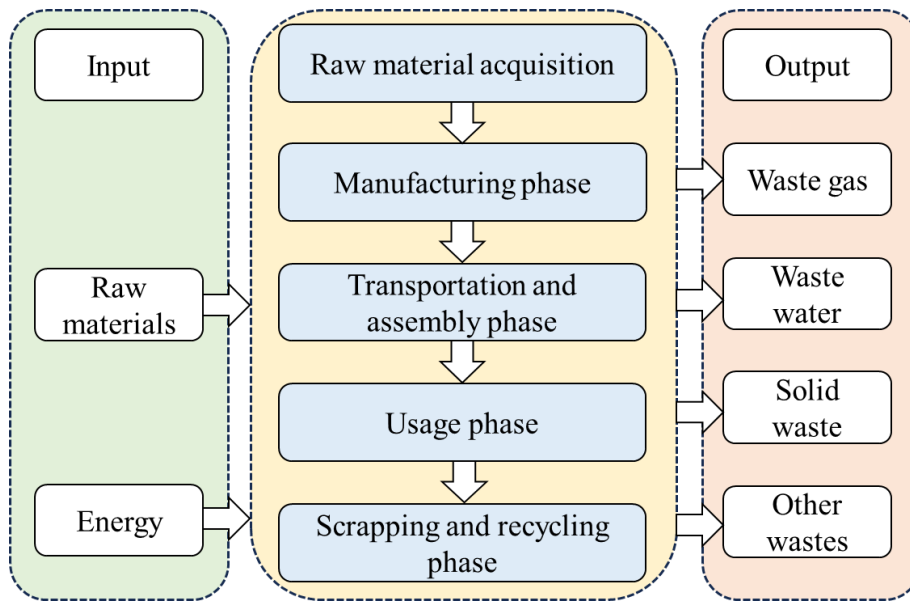 Input
Raw
materials
Energy
Raw material acquisition
Manufacturing phase
Transportation and
assembly phase
Usage phase
Scrapping and recycling
phase
Output
Waste gas
Waste
water
Solid
waste
Other
wastes